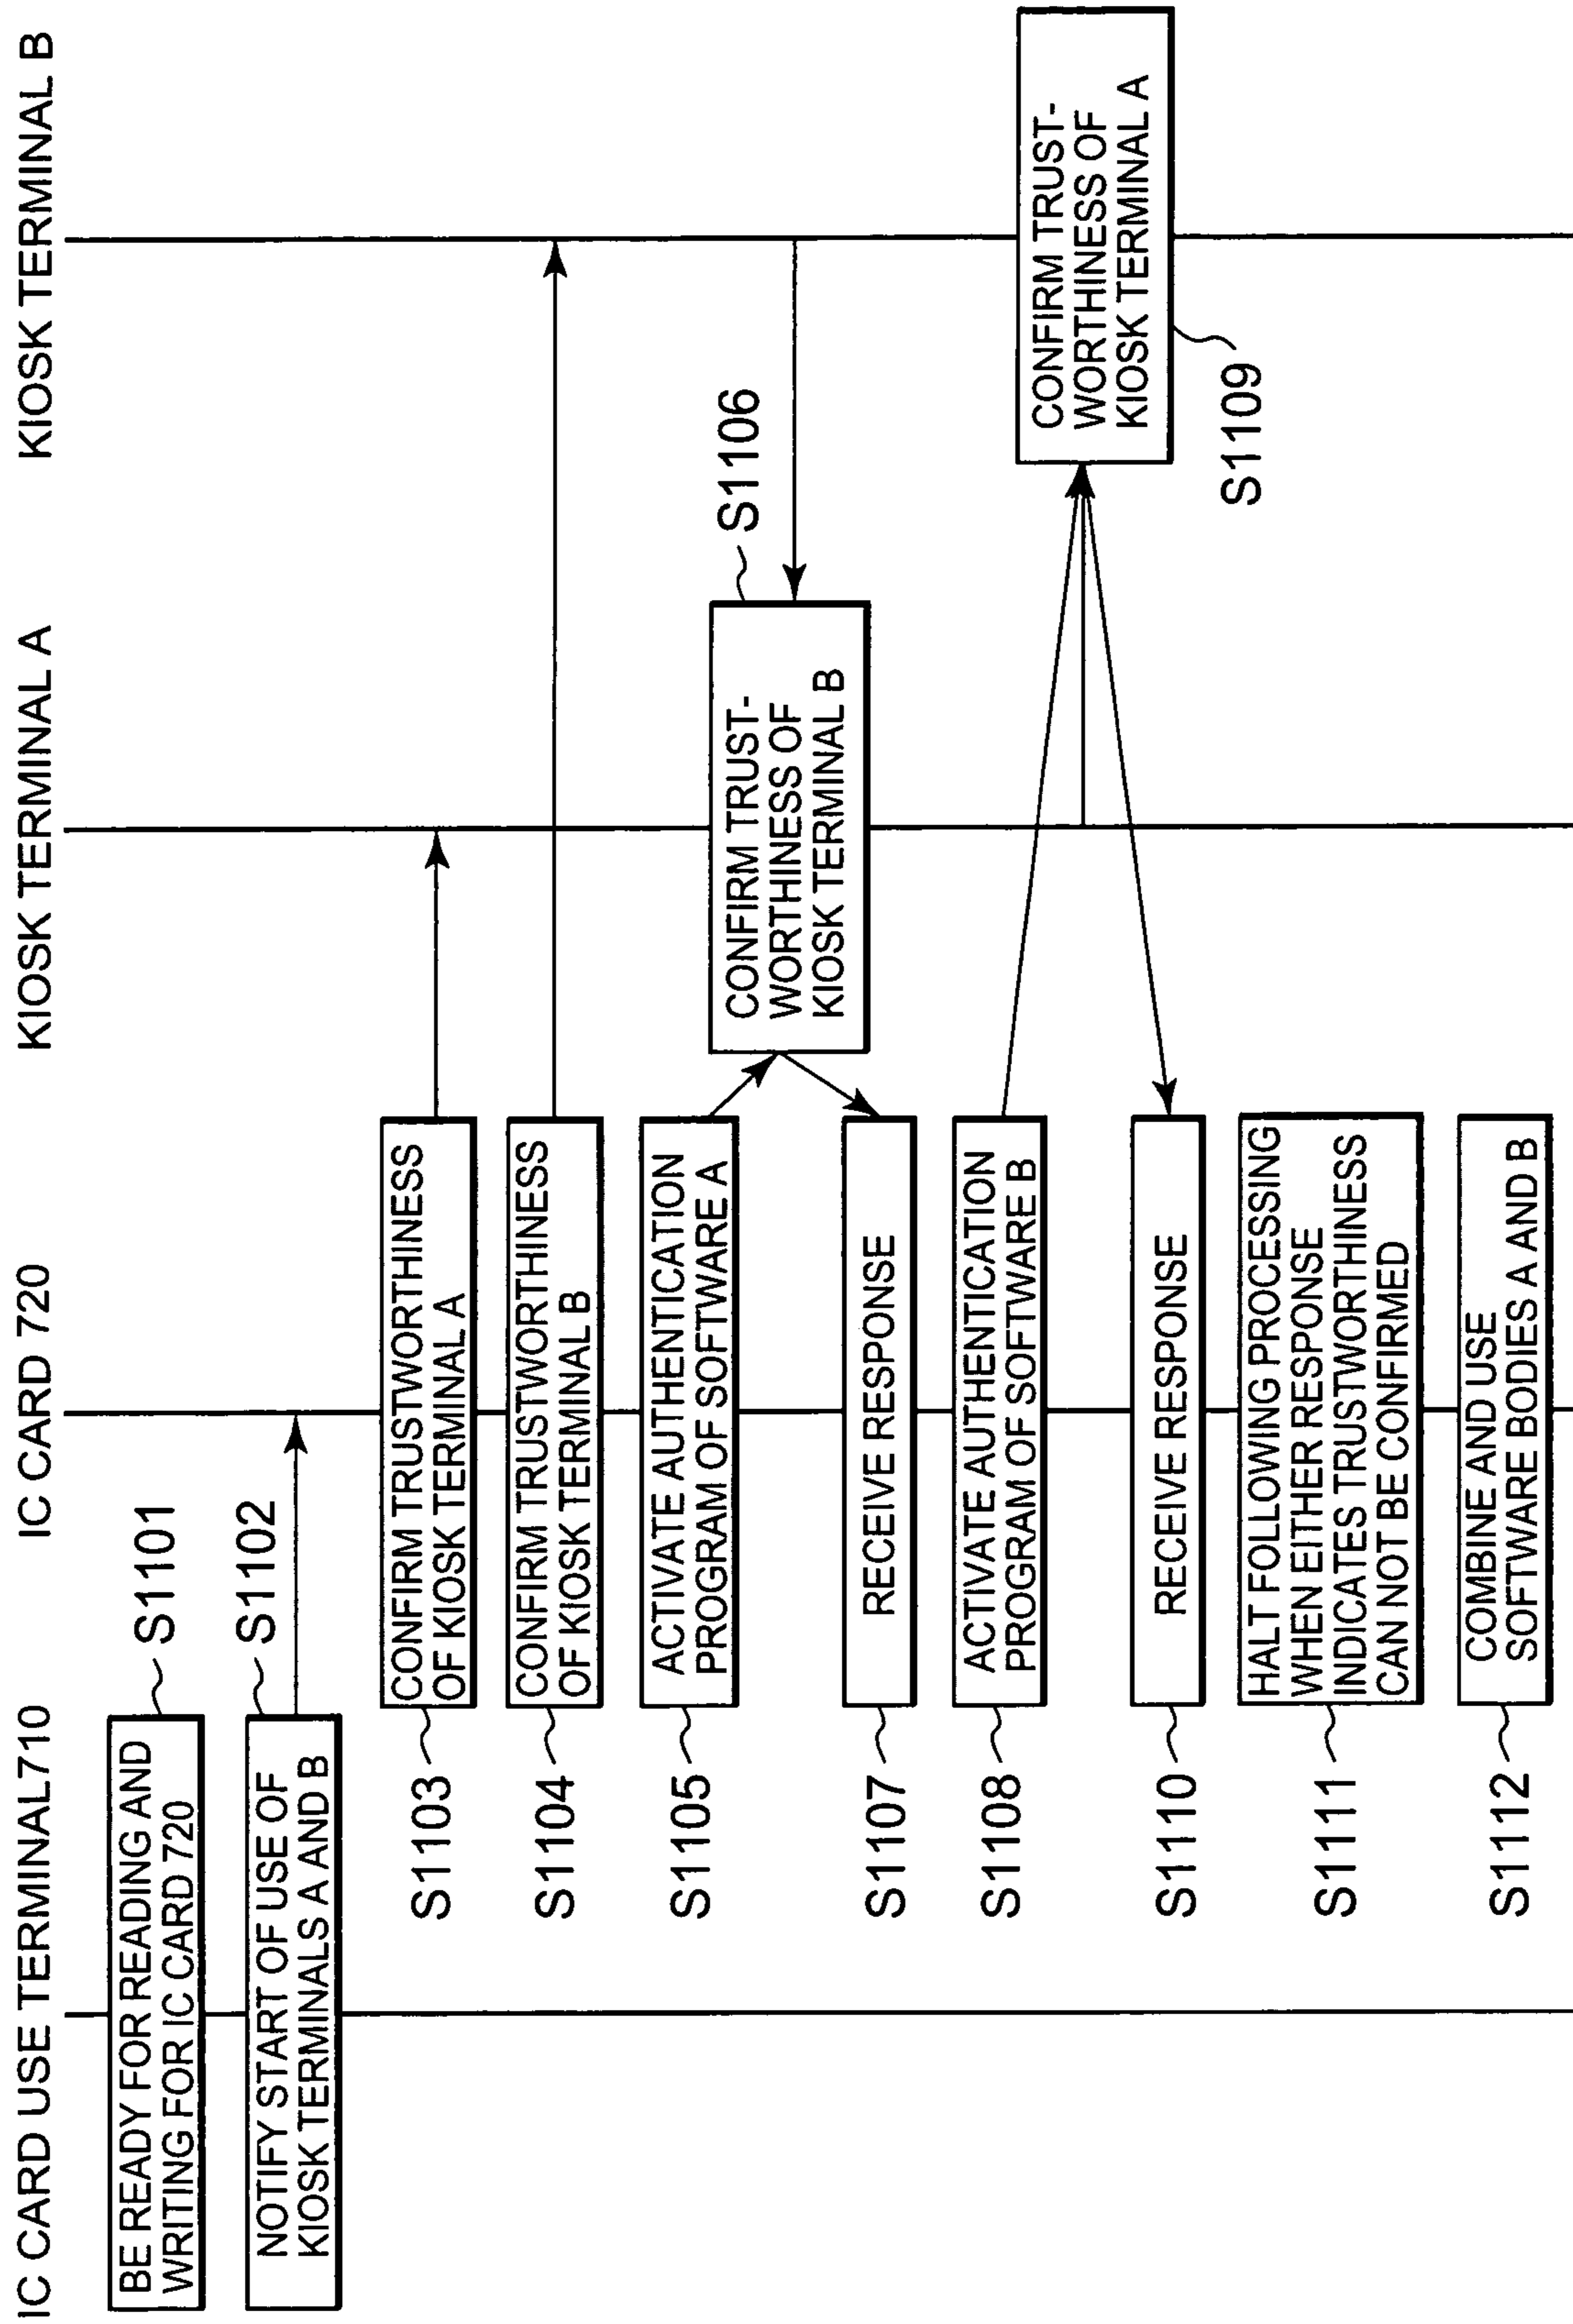 IC CARD USE TERMINAL710
IC CARD 720
KIOSK TERMINAL A
KIOSK TERMINAL B
BE READY FOR READING AND
WRITING FOR IC CARD 720
S1101
NOTIFY START OF USE OF
KIOSK TERMINALS A AND B
S1102
S1103
CONFIRM TRUSTWORTHINESS
OF KIOSK TERMINAL A
S1104
CONFIRM TRUSTWORTHINESS
OF KIOSK TERMINAL B
S1105
ACTIVATE AUTHENTICATION
PROGRAM OF SOFTWARE A
CONFIRM TRUST-
WORTHINESS OF
KIOSK TERMINAL B
S1106
S1107
RECEIVE RESPONSE
S1108
ACTIVATE AUTHENTICATION
PROGRAM OF SOFTWARE B
CONFIRM TRUST-
WORTHINESS OF
KIOSK TERMINAL A
S1109
S1110
RECEIVE RESPONSE
S1111
HALT FOLLOWING PROCESSING
WHEN EITHER RESPONSE
INDICATES TRUSTWORTHINESS
CAN NOT BE CONFIRMED
S1112
COMBINE AND USE
SOFTWARE BODIES A AND B